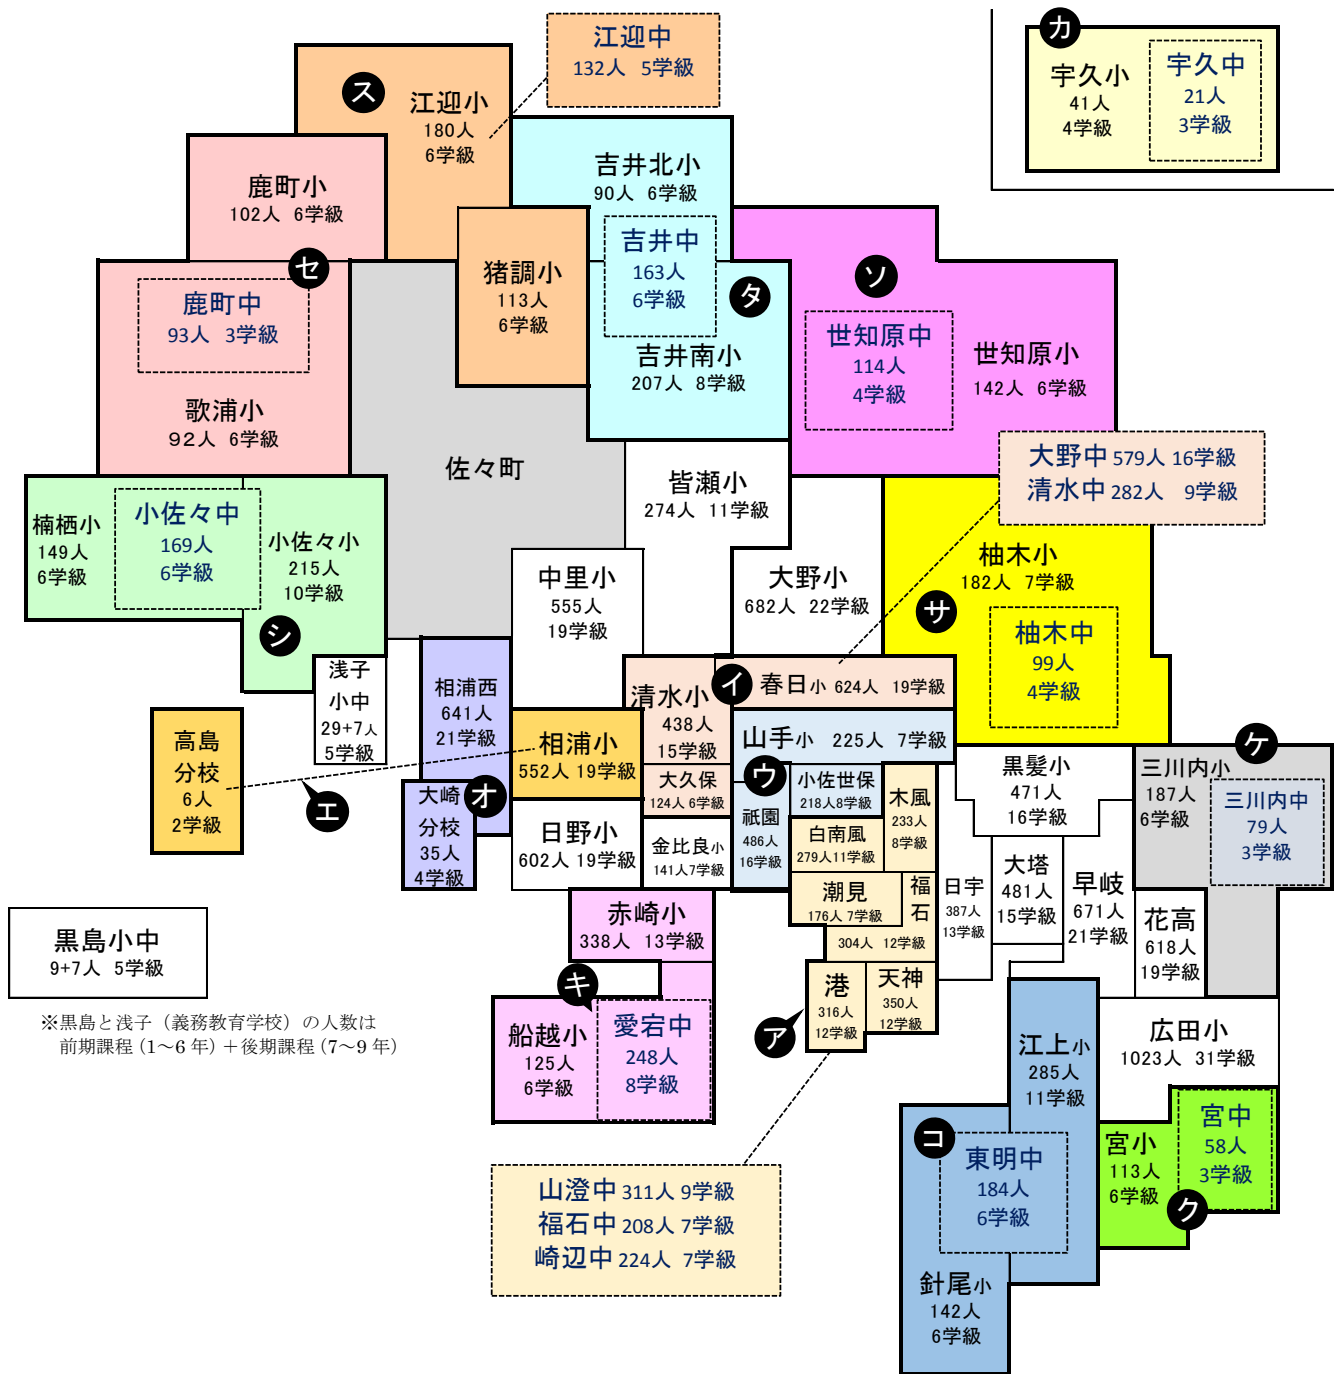 江迎中
132人 5学級
カ
宇久小
41人
4学級
宇久中
21人
3学級
ス
江迎小
180人
6学級
鹿町小
102人 6学級
吉井北小
90人 6学級
吉井中
163人
6学級
タ
吉井南小
207人 8学級
猪調小
113人
6学級
ソ
世知原中
114人
4学級
世知原小
142人 6学級
セ
鹿町中
93人 3学級
歌浦小
92人 6学級
佐々町
大野中 579人 16学級
清水中 282人 9学級
皆瀬小
274人 11学級
楠栖小
149人
6学級
小佐々中
169人
6学級
小佐々小
215人
10学級
シ
中里小
555人
19学級
大野小
682人 22学級
柚木小
182人 7学級
サ
柚木中
99人
4学級
浅子
小中
29+7人
5学級
相浦西
641人
21学級
清水小
438人
15学級
イ
春日小 624人 19学級
高島
分校
6人
2学級
エ
相浦小
552人 19学級
山手小 225人 7学級
ケ
三川内小
187人
6学級
三川内中
79人
3学級
大崎
分校
35人
4学級
オ
日野小
602人 19学級
大久保
124人 6学級
金比良小
141人7学級
ウ
祇園
486人
16学級
小佐世保
218人8学級
木風
233人
8学級
白南風
279人11学級
黒髪小
471人
16学級
潮見
176人 7学級
福石
304人 12学級
日宇
387人
13学級
大塔
481人
15学級
早岐
671人
21学級
花高
618人
19学級
黒島小中
9+7人 5学級
※黒島と浅子（義務教育学校）の人数は
前期課程（1～6年）＋後期課程（7～9年）
赤崎小
338人 13学級
キ
船越小
125人
6学級
愛宕中
248人
8学級
港
316人
12学級
天神
350人
12学級
ア
江上小
285人
11学級
広田小
1023人 31学級
コ
東明中
184人
6学級
宮小
113人
6学級
宮中
58人
3学級
ク
山澄中 311人 9学級
福石中 208人 7学級
崎辺中 224人 7学級
針尾小
142人
6学級